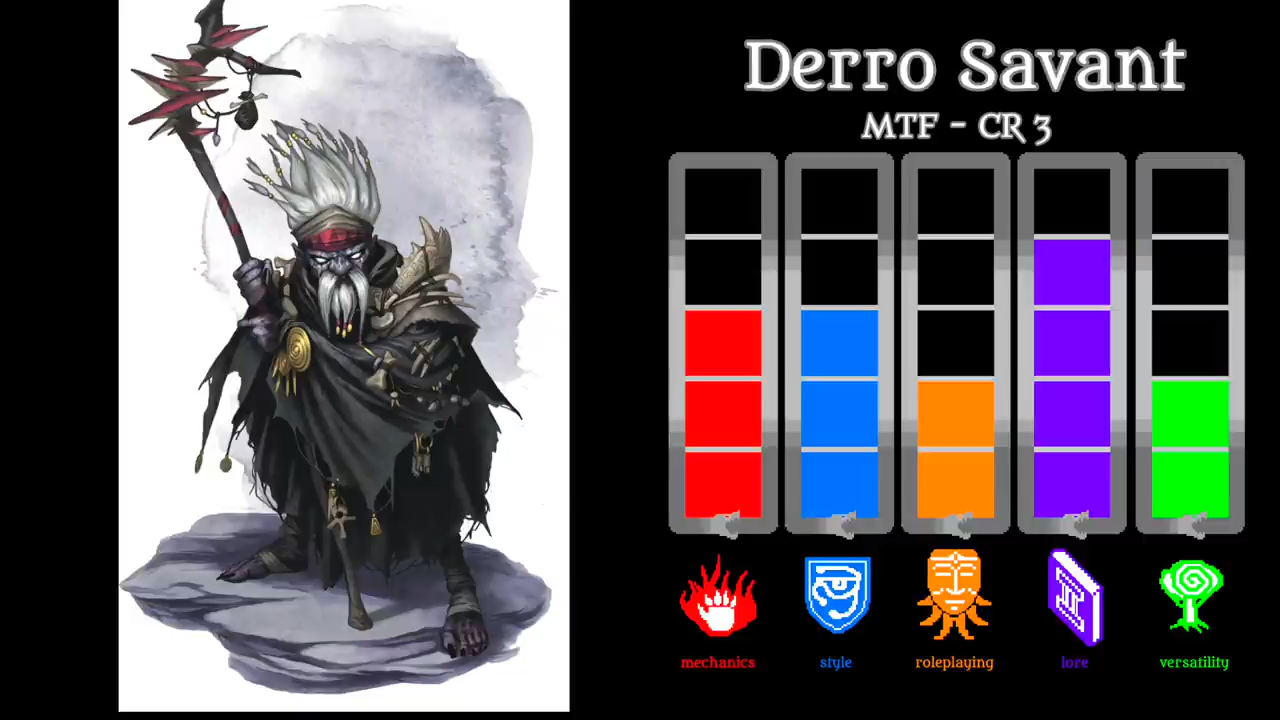 Derro Savant
MTF - CR 3
mechanics
style
roleplaying
lore
versatility